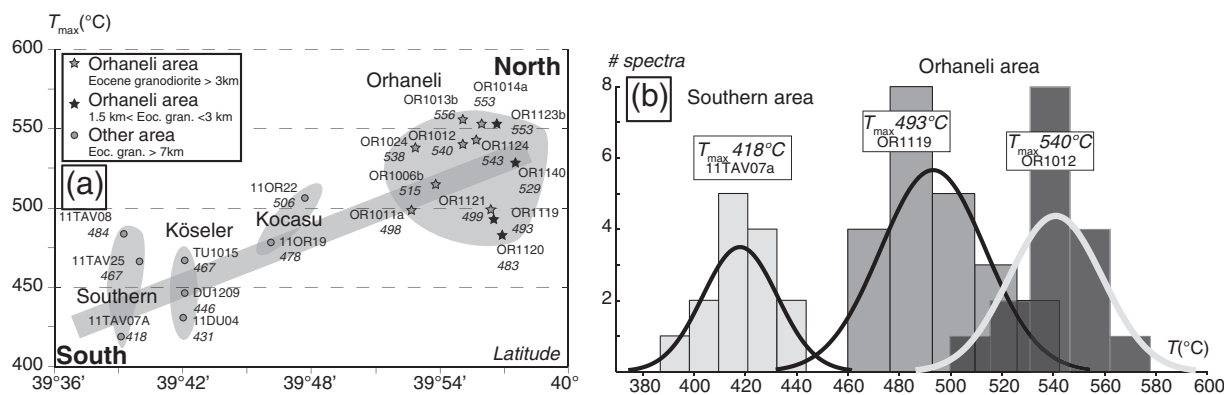 T max (°C)
600
550
500
450
400
Orhaneli area
Eocene granodiorite > 3km
Orhaneli area
1.5 km< Eoc. gran. <3 km
Other area
Eoc. gran. > 7km
(a)
North
Orhaneli
OR1014a
553
OR1013b
556
OR1123b
553
OR1024
538
OR1012
540
OR1124
543
OR1140
529
OR1006b
515
OR1121
499
OR1119
493
OR1011a
498
OR1120
483
11OR22
506
Kocasu
11OR19
478
11TAV08
484
Köseler
TU1015
467
11TAV25
467
DU1209
446
Southern
11TAV07A
418
11DU04
431
South
Latitude
39°36'
39°42'
39°48'
39°54'
40°
# spectra
8
6
4
2
(b)
Southern area
Orhaneli area
T max 418°C
11TAV07a
T max 493°C
OR1119
T max 540°C
OR1012
T(°C)
380 400 420 440 460 480 500 520 540 560 580 600